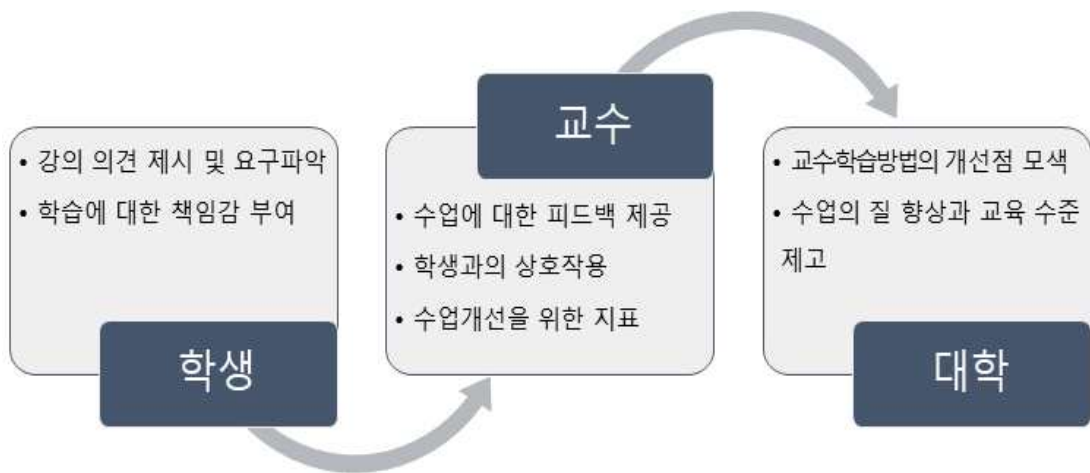 • 강의 의견 제시 및 요구파악
• 학습에 대한 책임감 부여
학생
교수
• 수업에 대한 피드백 제공
• 학생과의 상호작용
• 수업개선을 위한 지표
• 교수학습방법의 개선점 모색
• 수업의 질 향상과 교육 수준
제고
대학